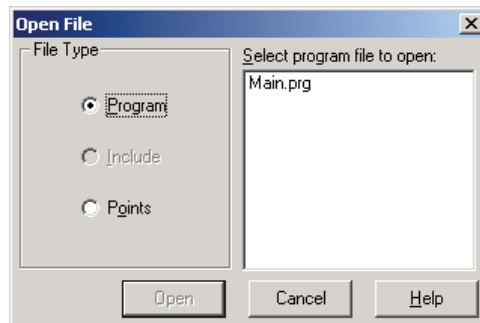 Open File
File Type
Program
Include
Points
Select program file to open:
Main.prg
Open
Cancel
Help